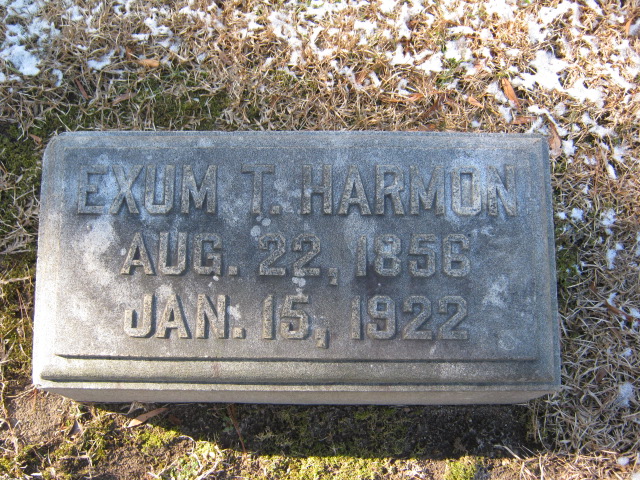 EXUM T. HARMON
AUG. 22, 1856
JAN. 15, 1922